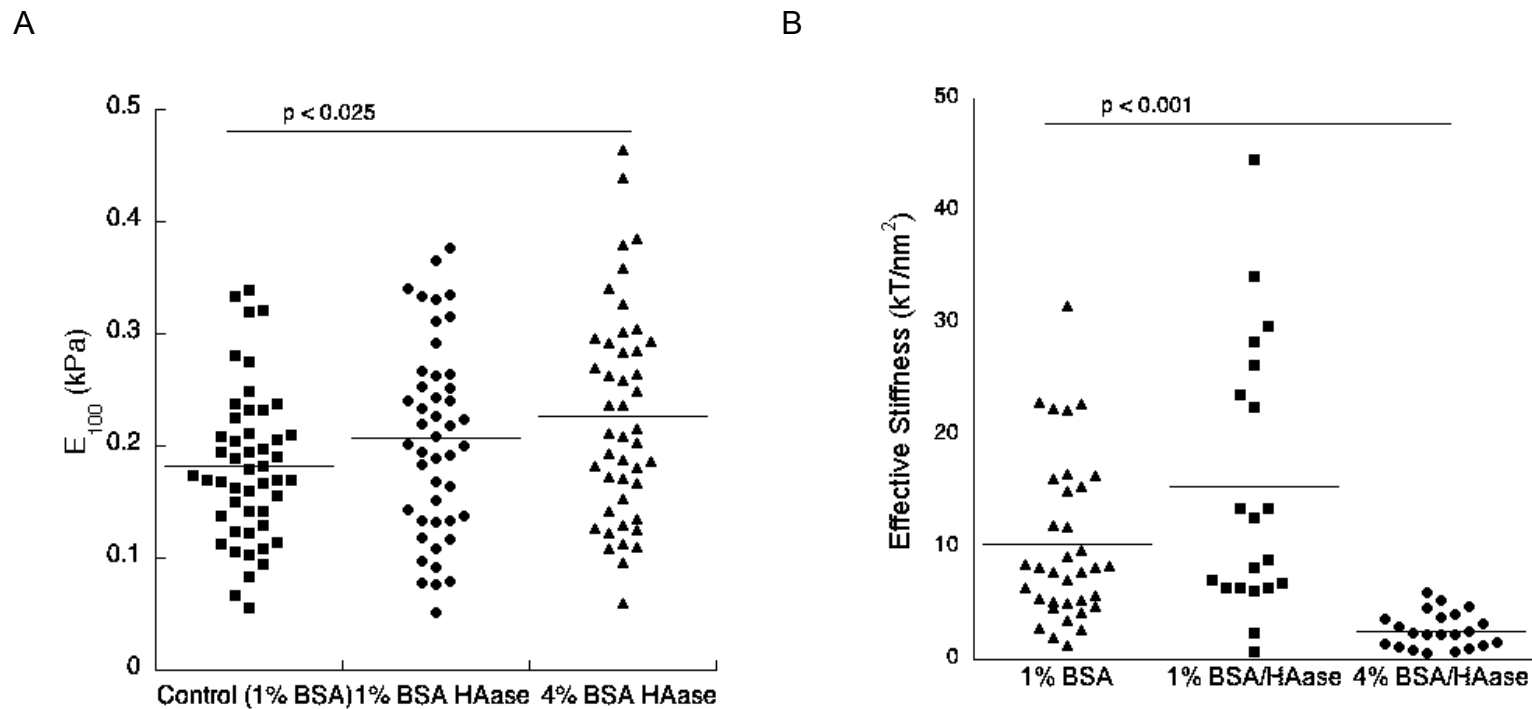 A
B
p < 0.025
0.5
0.4
0.3
0.2
0.1
0
E100 (kPa)
Control (1% BSA)
1% BSA HAase
4% BSA HAase
p < 0.001
50
40
30
20
10
0
Effective Stiffness (kT/nm²)
1% BSA
1% BSA/HAase
4% BSA/HAase